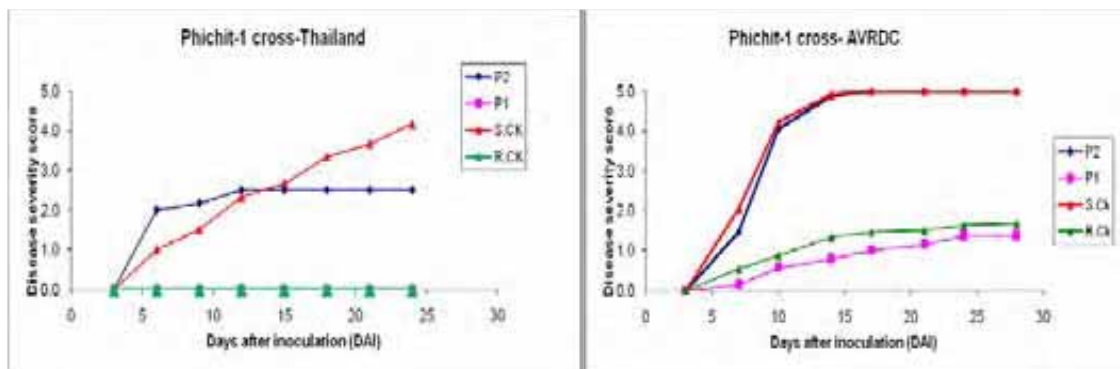 Phichit-1 cross-Thailand
P2
P1
S.CK
R.CK
5.0
4.0
3.0
2.0
1.0
0.0
Disease severity score
0
5
10
15
20
25
30
Days after inoculation (DAI)
Phichit-1 cross- AVRDC
P2
P1
S.Ck
R.Ck
5.0
4.0
3.0
2.0
1.0
0.0
Disease severity score
0
5
10
15
20
25
30
Days after inoculation (DAI)